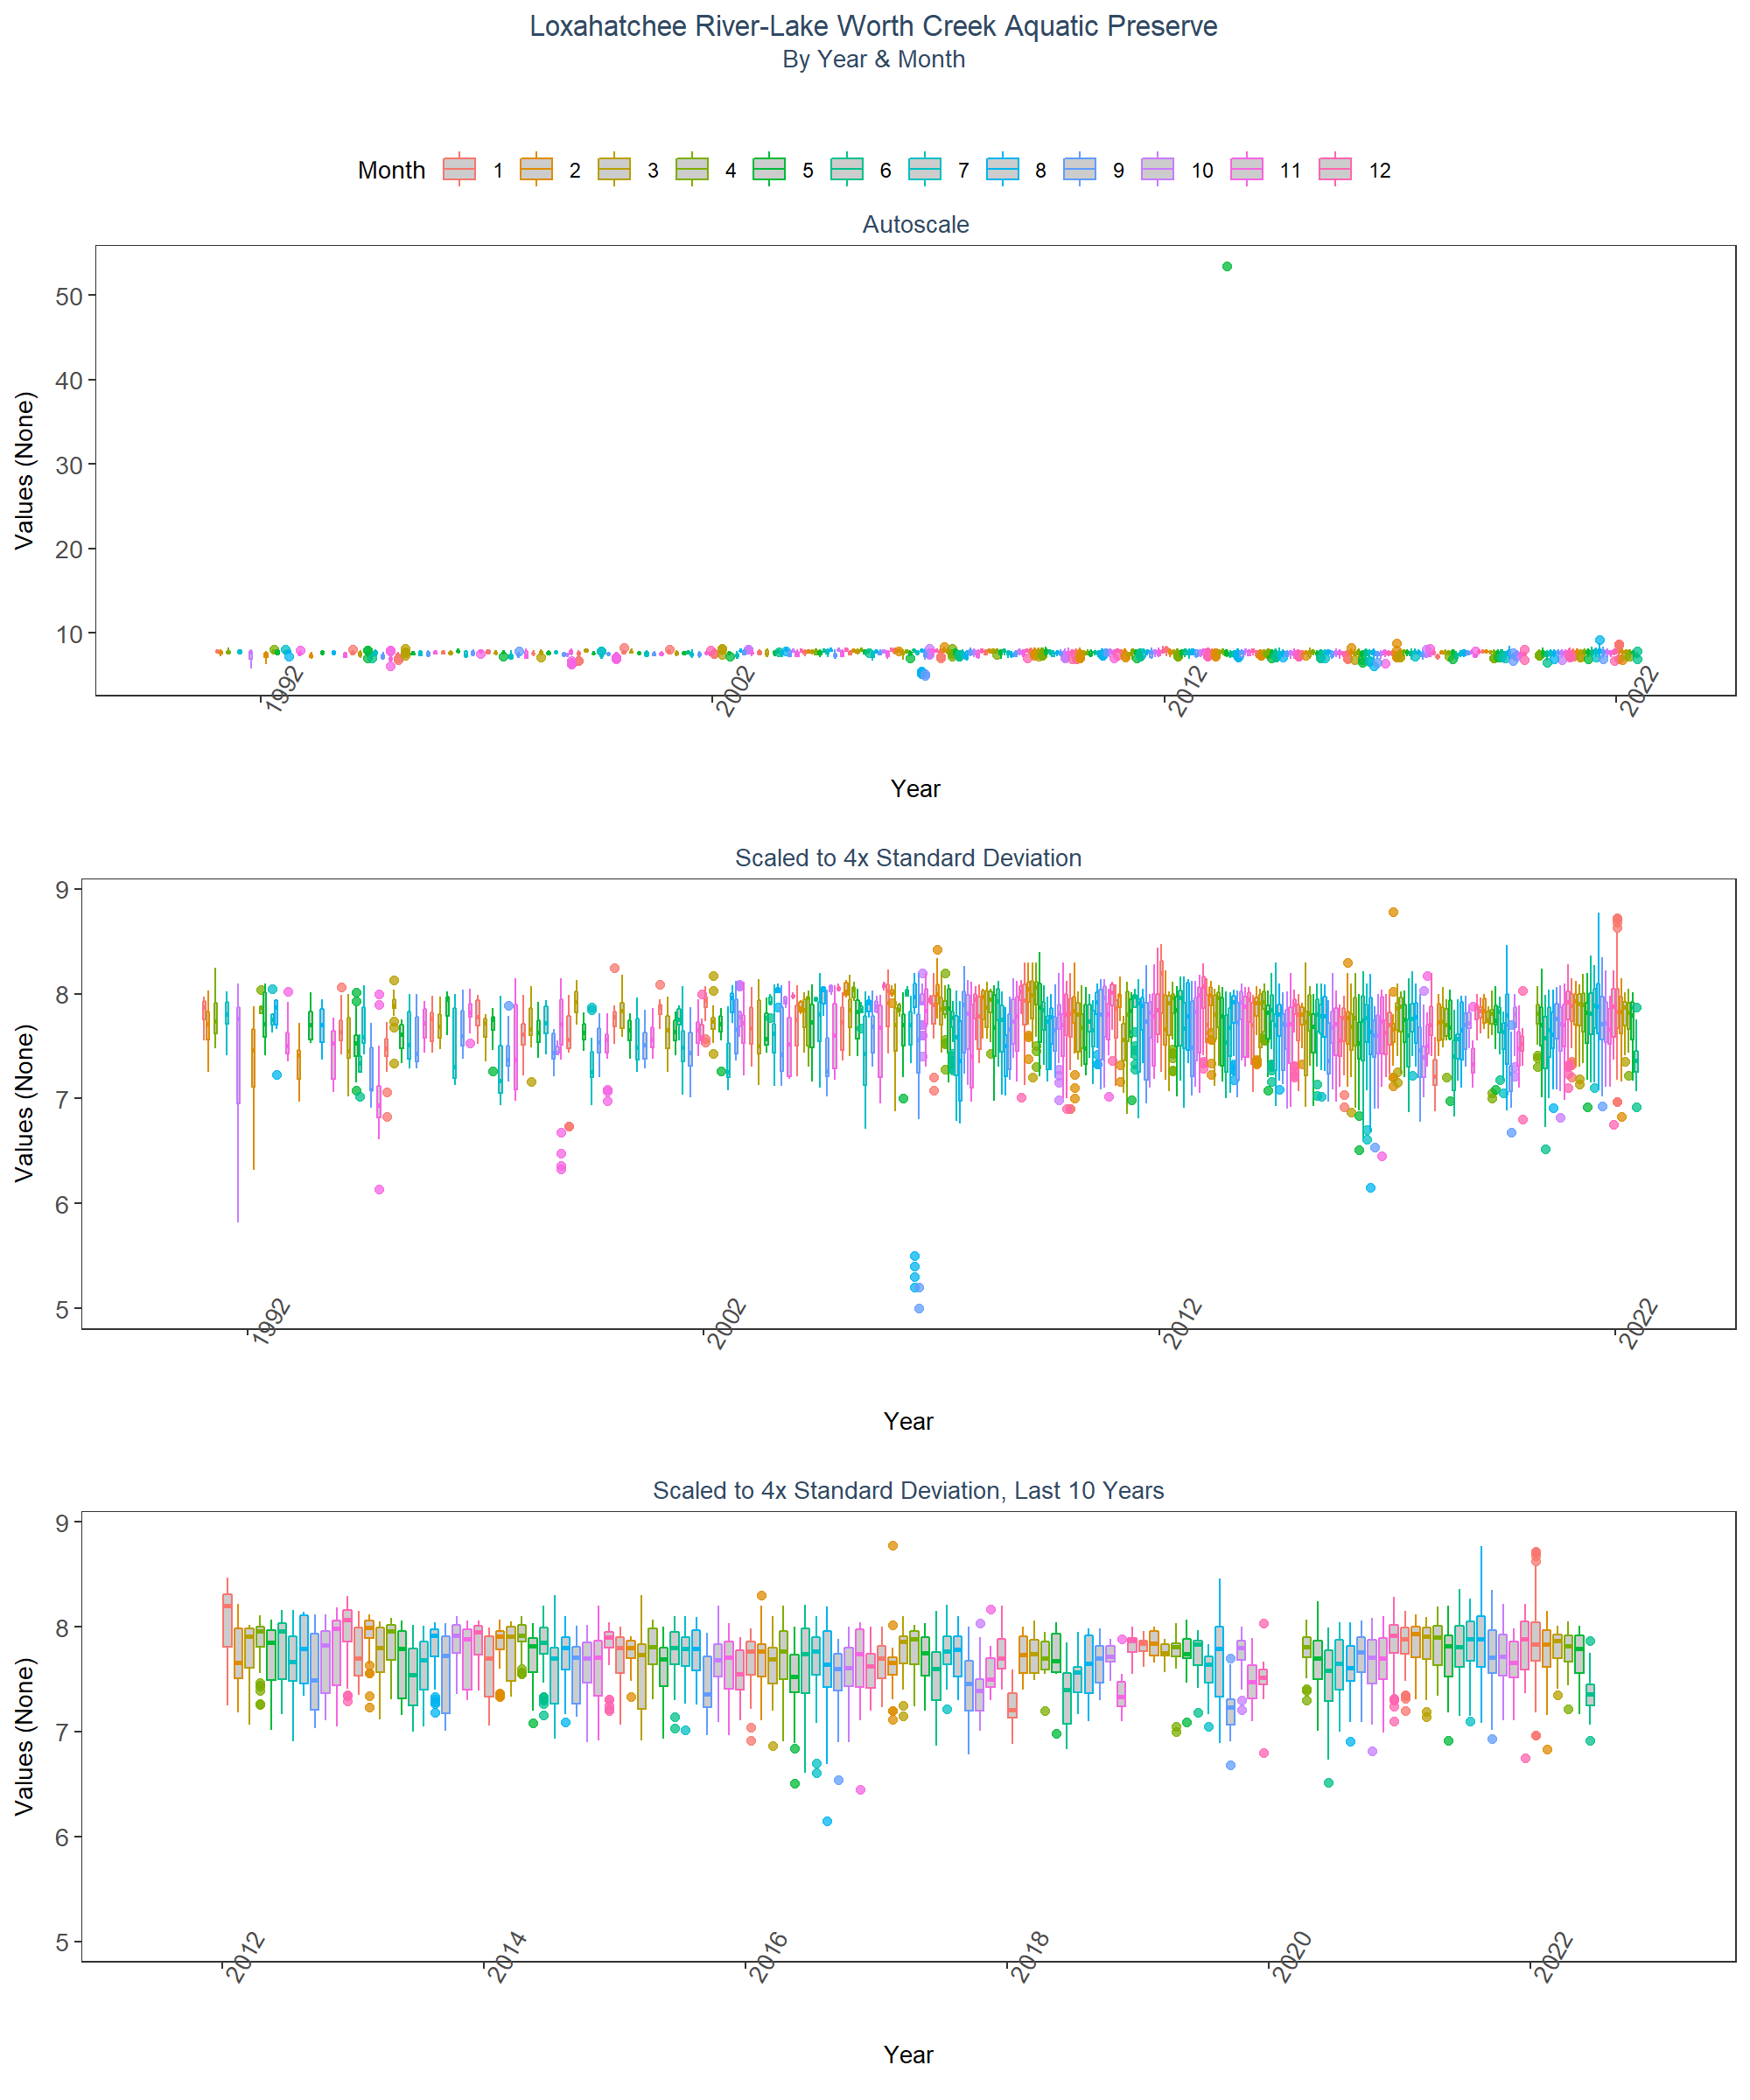 Loxahatchee River-Lake Worth Creek Aquatic Preserve
By Year & Month
Month 1 2 3 4 5 6 7 8 9 10 11 12
Autoscale
Values (None)
50
40
30
20
10
1992 2002 2012 2022
Year
Scaled to 4x Standard Deviation
Values (None)
9
8
7
6
5
1992 2002 2012 2022
Year
Scaled to 4x Standard Deviation, Last 10 Years
Values (None)
9
8
7
6
5
2012 2014 2016 2018 2020 2022
Year